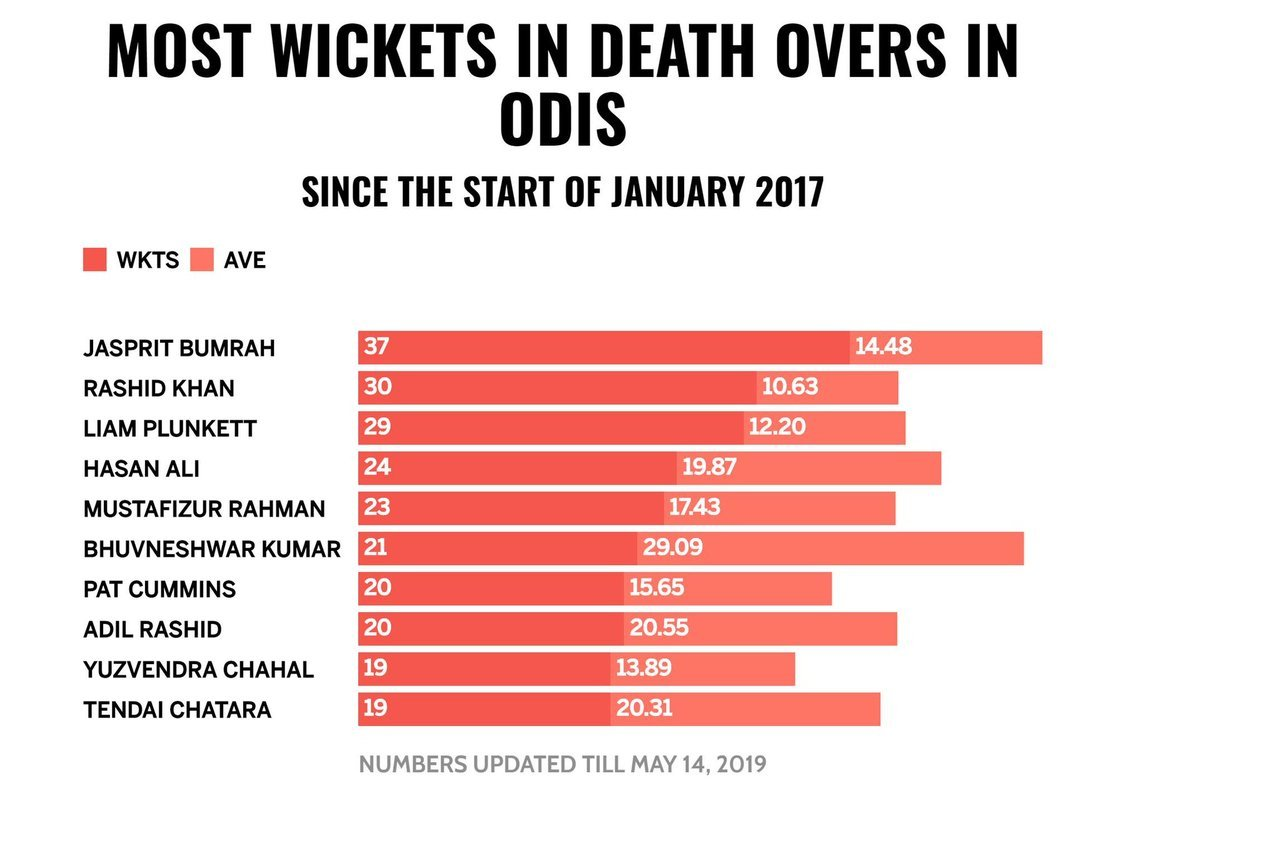 MOST WICKETS IN DEATH OVERS IN
ODIS
SINCE THE START OF JANUARY 2017
WKTS AVE
JASPRIT BUMRAH 37 14.48
RASHID KHAN 30 10.63
LIAM PLUNKETT 29 12.20
HASAN ALI 24 19.87
MUSTAFIZUR RAHMAN 23 17.43
BHUVNESHWAR KUMAR 21 29.09
PAT CUMMINS 20 15.65
ADIL RASHID 20 20.55
YUZVENDRA CHAHAL 19 13.89
TENDAI CHATARA 19 20.31
NUMBERS UPDATED TILL MAY 14, 2019